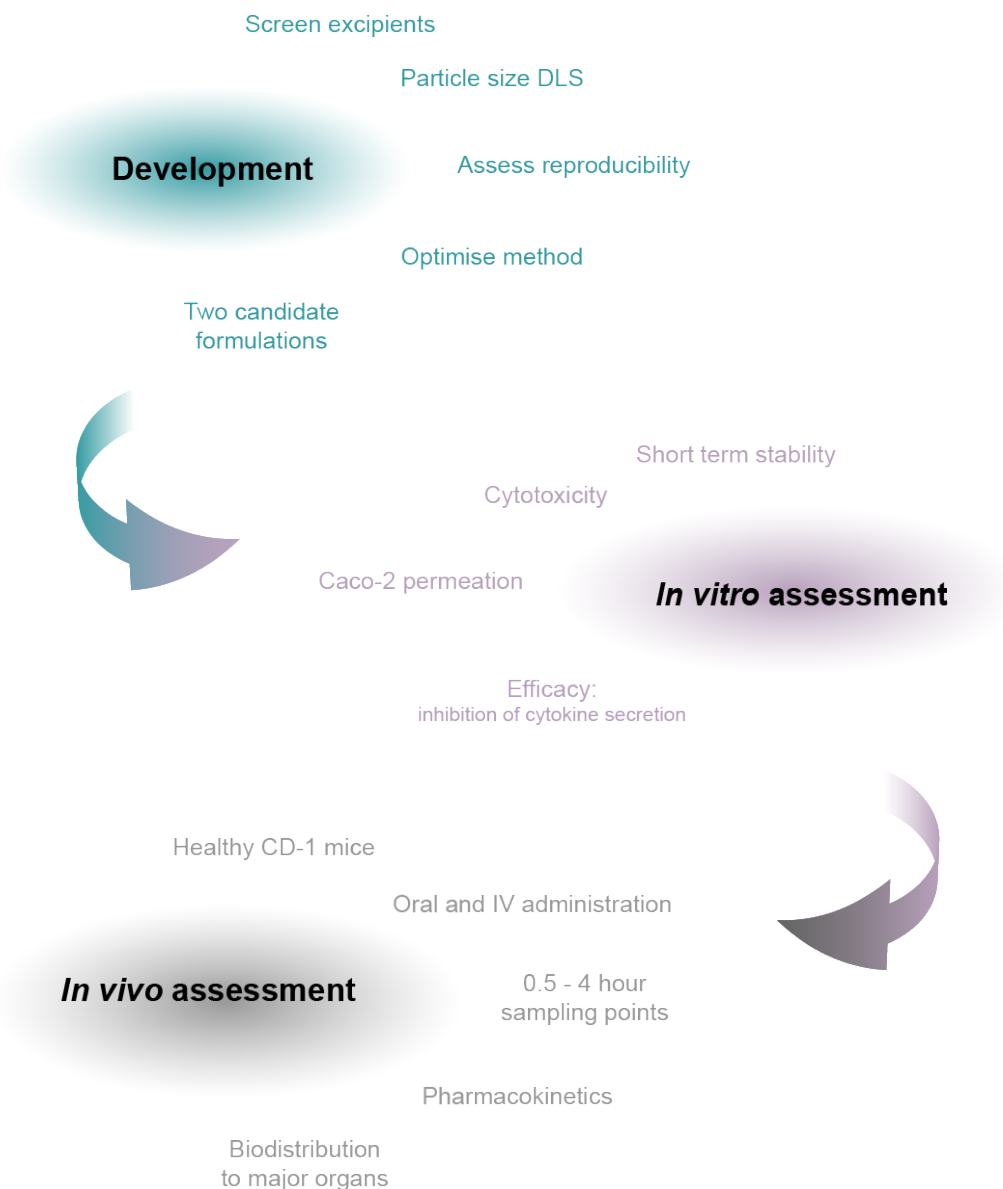 Screen excipients
Particle size DLS
Development
Assess reproducibility
Optimise method
Two candidate
formulations
Short term stability
Cytotoxicity
Caco-2 permeation
In vitro assessment
Efficacy:
inhibition of cytokine secretion
Healthy CD-1 mice
Oral and IV administration
In vivo assessment
0.5 - 4 hour
sampling points
Pharmacokinetics
Biodistribution
to major organs